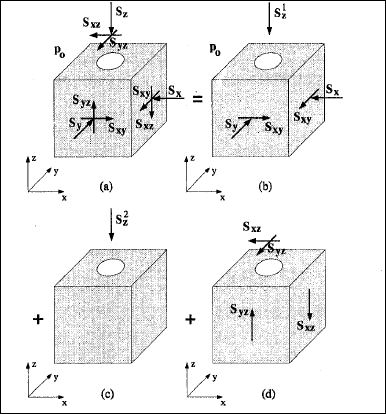 S_z
S_xz
S_yz
p_o
S_yz
S_xy
S_x
S_y
S_xy
S_xz
z
y
x
(a)
=
S_z^1
p_o
S_x
S_xy
S_y
S_xy
z
y
x
(b)
+
S_z^2
z
y
x
(c)
+
S_xz
S_yz
S_yz
S_xz
z
y
x
(d)